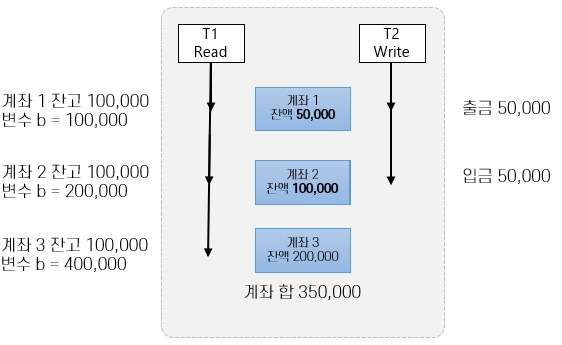 T1
Read
T2
Write
계좌 1 잔고 100,000
변수 b = 100,000
계좌 1
잔액 50,000
출금 50,000
계좌 2 잔고 100,000
변수 b = 200,000
계좌 2
잔액 100,000
입금 50,000
계좌 3 잔고 100,000
변수 b = 400,000
계좌 3
잔액 200,000
계좌 합 350,000